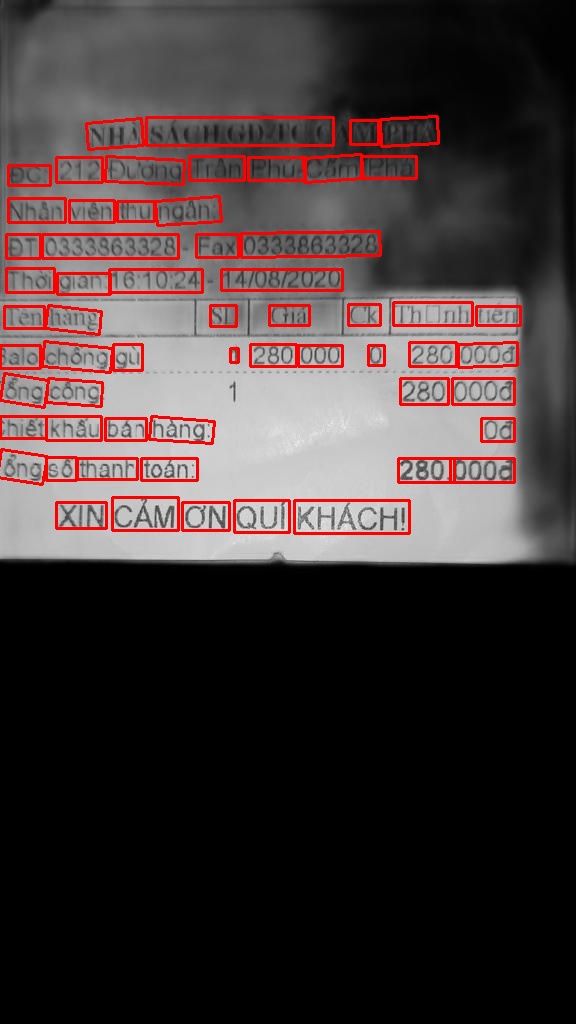 NHÀ SÁCH GD-TC CẨM PHẢ
ĐC: 212 Đường Trần Phú- Cẩm Phả
Nhân viên thu ngân:
ĐT 0333863328 - Fax 0333863328
Thời gian: 16:10:24 - 14/08/2020
Tên hàng SL Giá Ck Th□nh tiền
Balo chống gù 1 280 000 0 280 000đ
ổng cộng 1 280 000đ
hiết khấu bán hàng: 0đ
ổng số thanh toán: 280 000đ
XIN CẢM ƠN QUÍ KHÁCH!